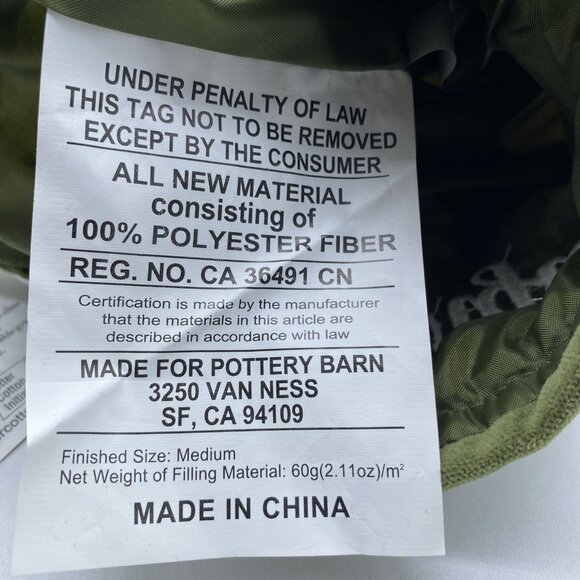 UNDER PENALTY OF LAW
THIS TAG NOT TO BE REMOVED
EXCEPT BY THE CONSUMER
ALL NEW MATERIAL
consisting of
100% POLYESTER FIBER
REG. NO. CA 36491 CN
Certification is made by the manufacturer
that the materials in this article are
described in accordance with law
MADE FOR POTTERY BARN
3250 VAN NESS
SF, CA 94109
Finished Size: Medium
Net Weight of Filling Material: 60g(2.11oz)/m²
MADE IN CHINA